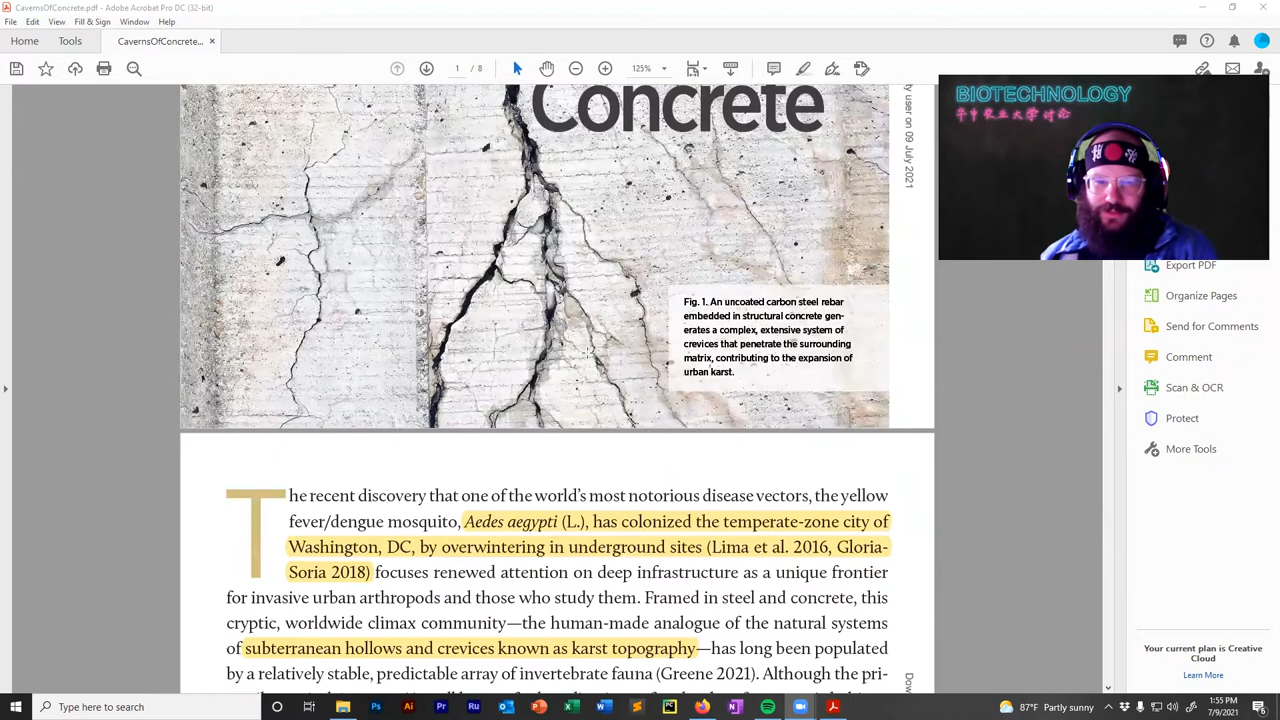 CavernsOfConcrete.pdf - Adobe Acrobat Pro DC (32-bit)
File Edit View Fill & Sign Window Help
Home Tools CavernsOfConcrete... ×
1 / 8 125%
Concrete
y user on 09 July 2021
BIOTECHNOLOGY
Fig. 1. An uncoated carbon steel rebar
embedded in structural concrete gen-
erates a complex, extensive system of
crevices that penetrate the surrounding
matrix, contributing to the expansion of
urban karst.
The recent discovery that one of the world's most notorious disease vectors, the yellow
fever/dengue mosquito, Aedes aegypti (L.), has colonized the temperate-zone city of
Washington, DC, by overwintering in underground sites (Lima et al. 2016, Gloria-
Soria 2018) focuses renewed attention on deep infrastructure as a unique frontier
for invasive urban arthropods and those who study them. Framed in steel and concrete, this
cryptic, worldwide climax community—the human-made analogue of the natural systems
of subterranean hollows and crevices known as karst topography—has long been populated
by a relatively stable, predictable array of invertebrate fauna (Greene 2021). Although the pri-
Dow
Export PDF
Organize Pages
Send for Comments
Comment
Scan & OCR
Protect
More Tools
Your current plan is Creative
Cloud
Learn More
Type here to search
87°F Partly sunny
1:55 PM
7/9/2021